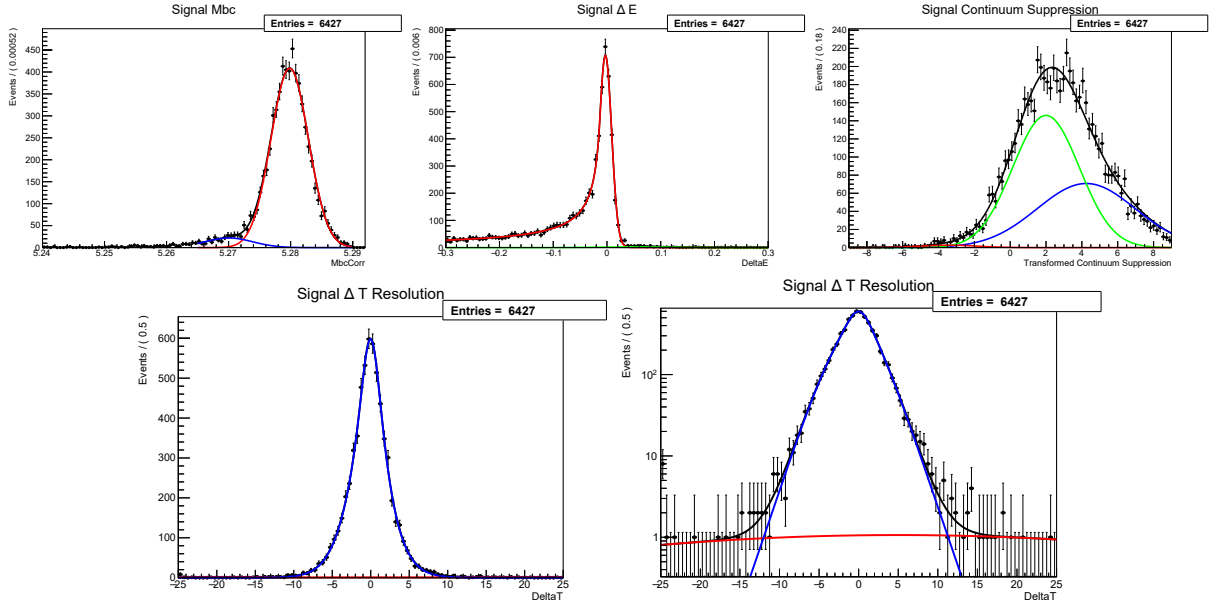 Signal Mbc
Entries = 6427
Events / ( 0.00052 )
450
400
350
300
250
200
150
100
50
0
5.24 5.25 5.26 5.27 5.28 5.29
MbcCorr
Signal Δ E
Entries = 6427
Events / ( 0.006 )
800
700
600
500
400
300
200
100
0
−0.3 −0.2 −0.1 0 0.1 0.2 0.3
DeltaE
Signal Continuum Suppression
Entries = 6427
Events / ( 0.18 )
240
220
200
180
160
140
120
100
80
60
40
20
0
−8 −6 −4 −2 0 2 4 6 8
Transformed Continuum Suppression
Signal Δ T Resolution
Entries = 6427
Events / ( 0.5 )
600
500
400
300
200
100
0
−25 −20 −15 −10 −5 0 5 10 15 20 25
DeltaT
Signal Δ T Resolution
Entries = 6427
Events / ( 0.5 )
10²
10
1
−25 −20 −15 −10 −5 0 5 10 15 20 25
DeltaT